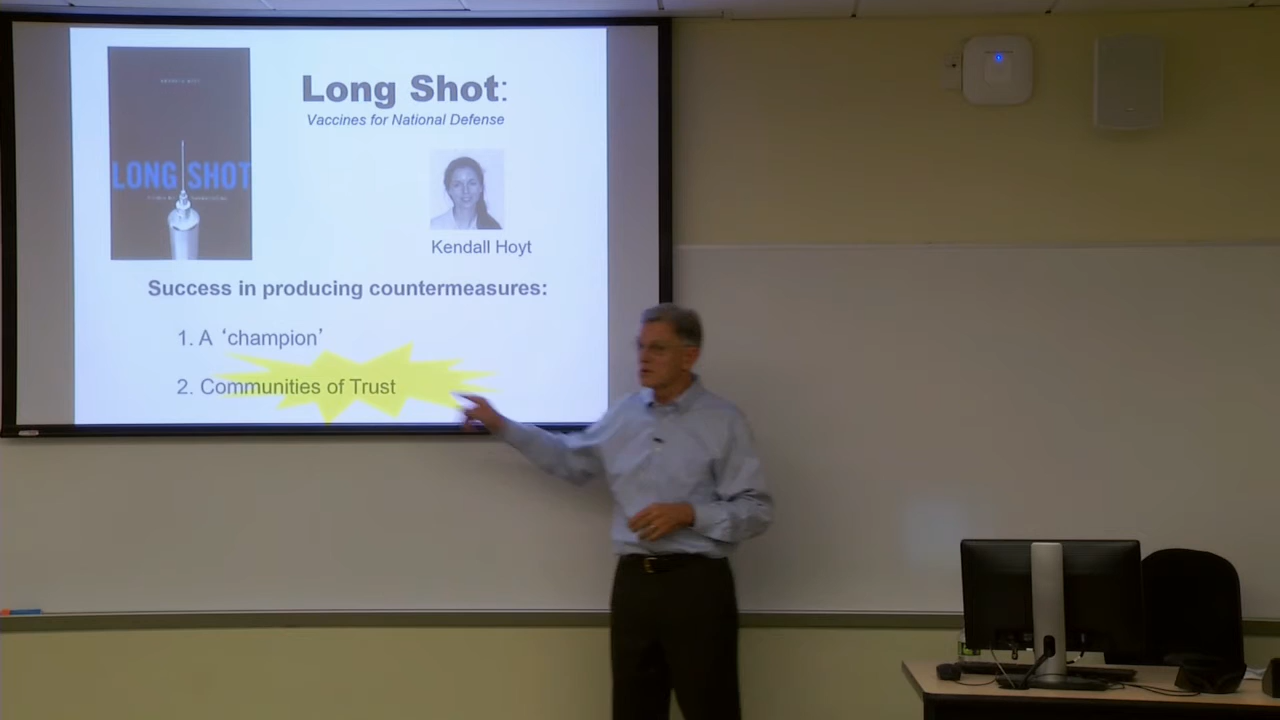 LONG SHOT
Long Shot:
Vaccines for National Defense
Kendall Hoyt
Success in producing countermeasures:
1. A ‘champion’
2. Communities of Trust